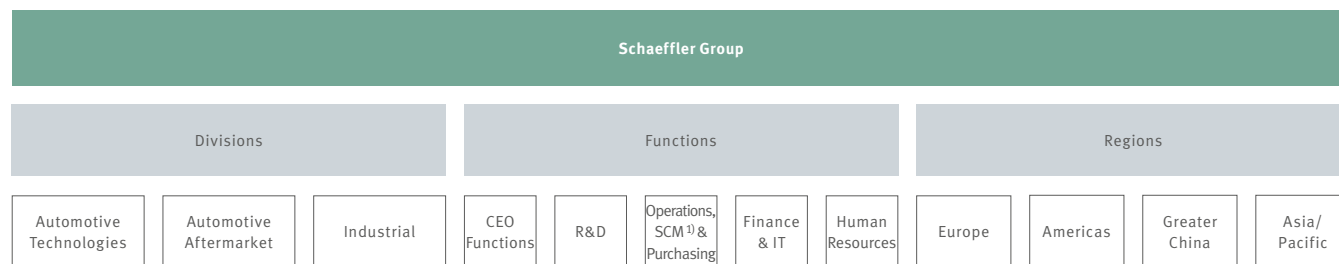 Schaeffler Group
Divisions
Functions
Regions
Automotive
Technologies
Automotive
Aftermarket
Industrial
CEO
Functions
R&D
Operations,
SCM 1) &
Purchasing
Finance
& IT
Human
Resources
Europe
Americas
Greater
China
Asia/
Pacific